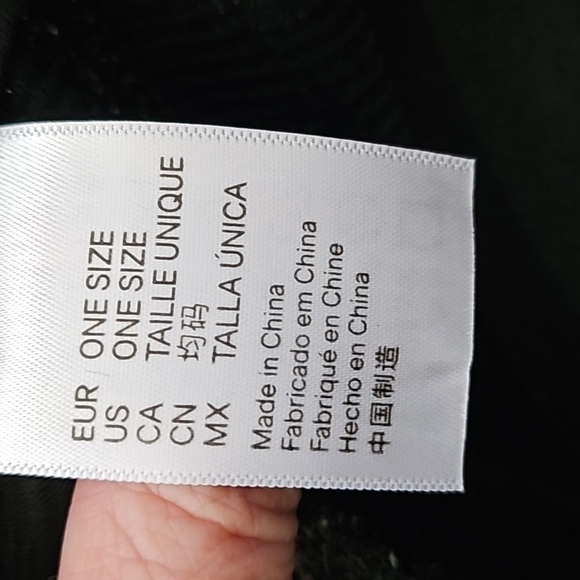 EUR ONE SIZE
US ONE SIZE
CA TAILLE UNIQUE
CN 均码
MX TALLA ÚNICA
Made in China
Fabricado em China
Fabriqué en Chine
Hecho en China
中国制造